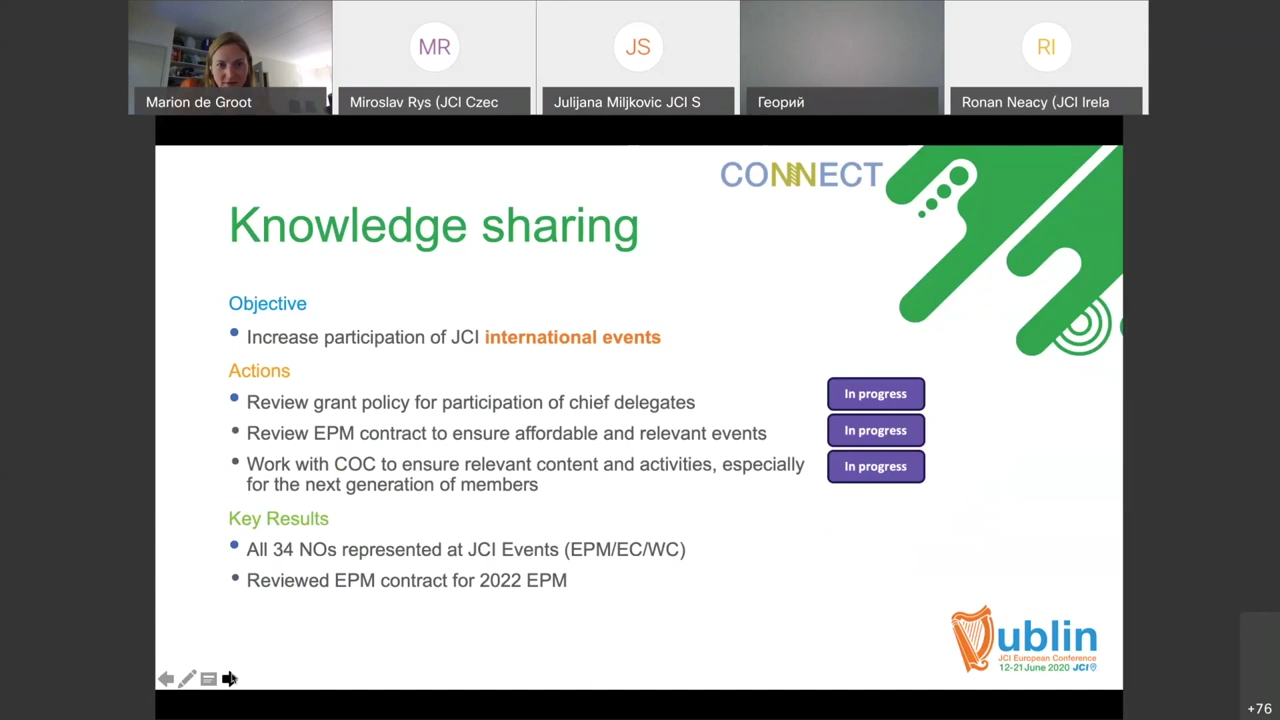 MR
JS
RI
Marion de Groot
Miroslav Rys (JCI Czec
Julijana Miljkovic JCI S
Георий
Ronan Neacy (JCI Irela
CONNECT
Knowledge sharing
Objective
Increase participation of JCI international events
Actions
Review grant policy for participation of chief delegates
In progress
Review EPM contract to ensure affordable and relevant events
In progress
Work with COC to ensure relevant content and activities, especially
for the next generation of members
In progress
Key Results
All 34 NOs represented at JCI Events (EPM/EC/WC)
Reviewed EPM contract for 2022 EPM
Dublin
JCI European Conference
12-21 June 2020 JCI
+76